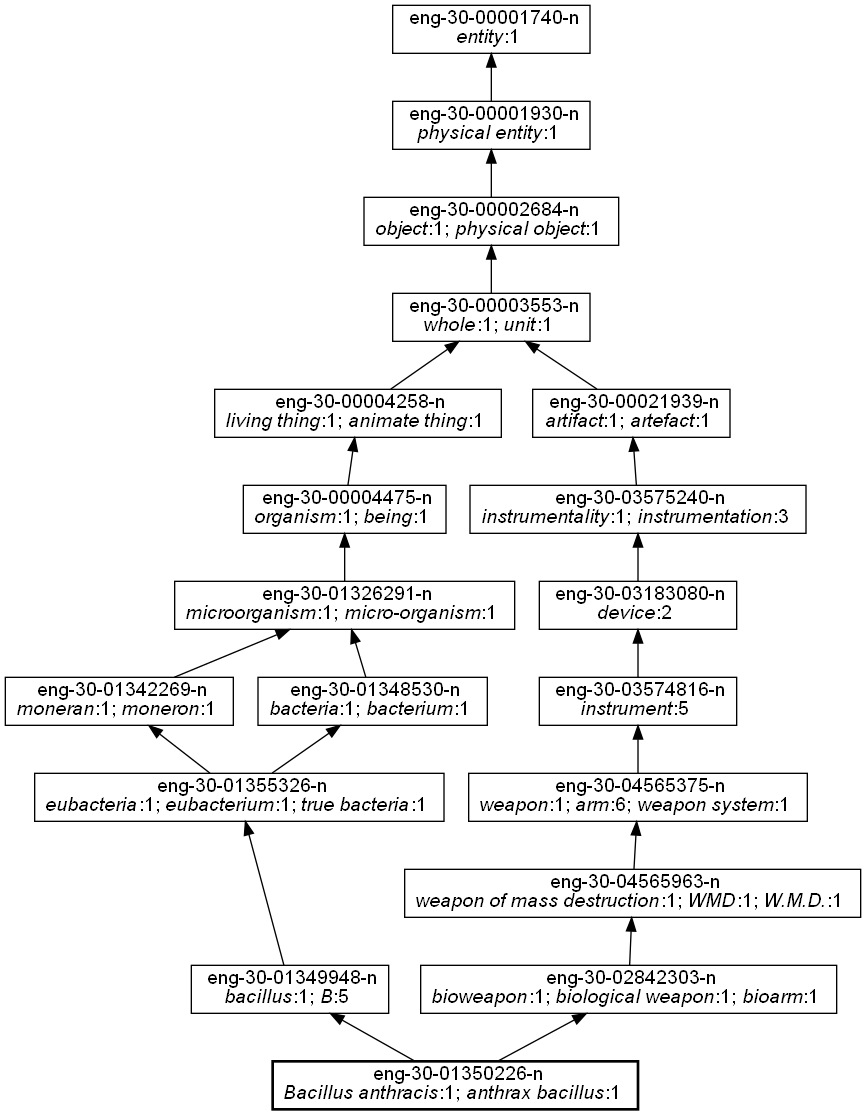 eng-30-00001740-n
entity:1
eng-30-00001930-n
physical entity:1
eng-30-00002684-n
object:1; physical object:1
eng-30-00003553-n
whole:1; unit:1
eng-30-00004258-n
living thing:1; animate thing:1
eng-30-00021939-n
artifact:1; artefact:1
eng-30-00004475-n
organism:1; being:1
eng-30-03575240-n
instrumentality:1; instrumentation:3
eng-30-01326291-n
microorganism:1; micro-organism:1
eng-30-03183080-n
device:2
eng-30-01342269-n
moneran:1; moneron:1
eng-30-01348530-n
bacteria:1; bacterium:1
eng-30-03574816-n
instrument:5
eng-30-01355326-n
eubacteria:1; eubacterium:1; true bacteria:1
eng-30-04565375-n
weapon:1; arm:6; weapon system:1
eng-30-04565963-n
weapon of mass destruction:1; WMD:1; W.M.D.:1
eng-30-01349948-n
bacillus:1; B:5
eng-30-02842303-n
bioweapon:1; biological weapon:1; bioarm:1
eng-30-01350226-n
Bacillus anthracis:1; anthrax bacillus:1